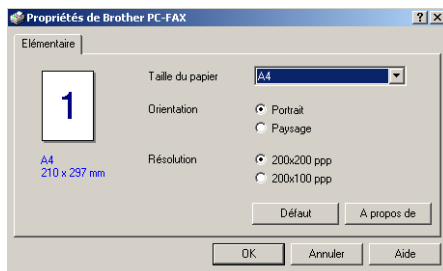 Propriétés de Brother PC-FAX
Elémentaire
1
A4
210 x 297 mm
Taille du papier
A4
Orientation
Portrait
Paysage
Résolution
200x200 ppp
200x100 ppp
Défaut
A propos de
OK
Annuler
Aide